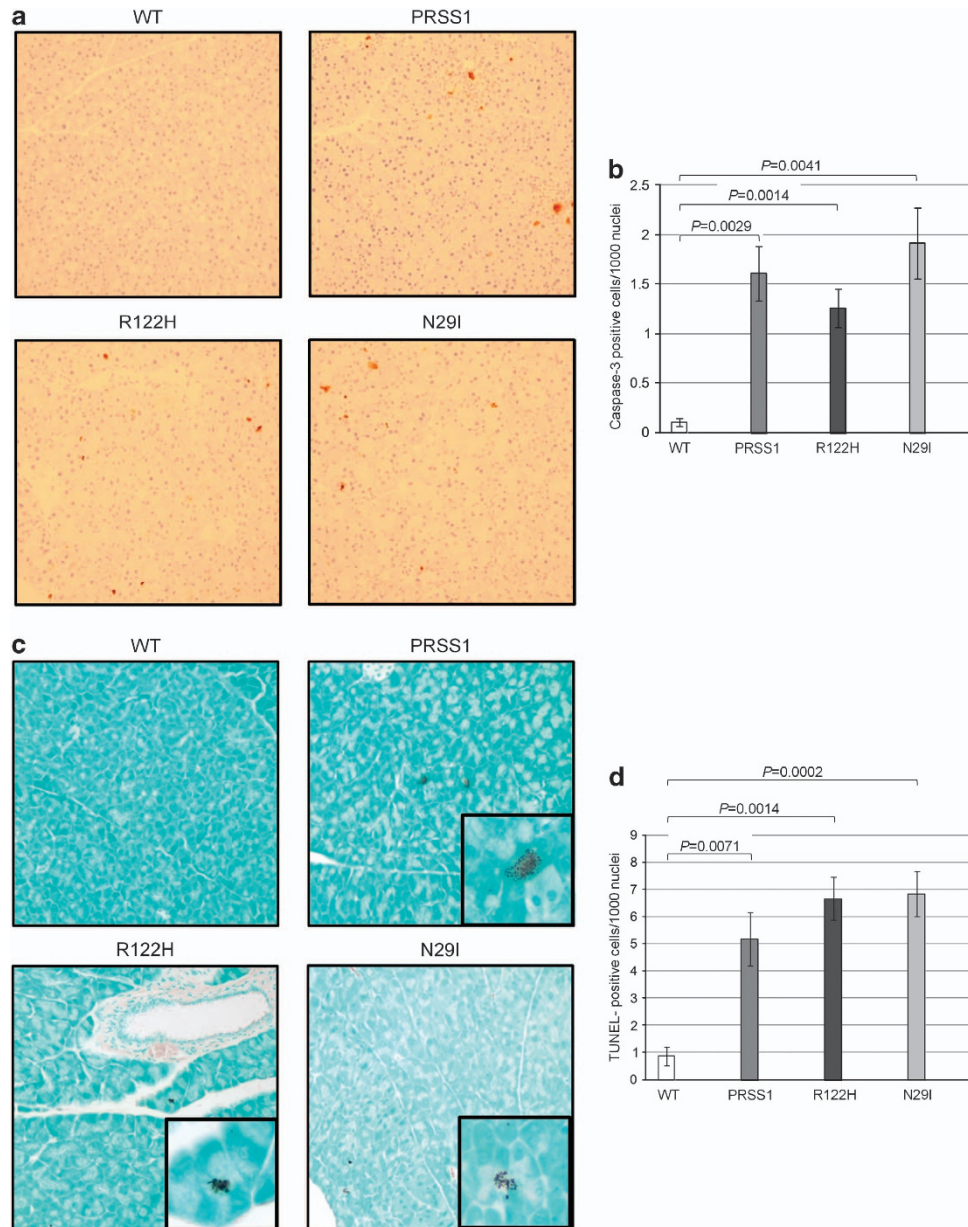 a
WT
PRSS1
R122H
N29I
b
P=0.0041
P=0.0014
P=0.0029
Caspase-3 positive cells/1000 nuclei
2.5
2
1.5
1
0.5
0
WT
PRSS1
R122H
N29I
c
WT
PRSS1
R122H
N29I
d
P=0.0002
P=0.0014
P=0.0071
TUNEL- positive cells/1000 nuclei
9
8
7
6
5
4
3
2
1
0
WT
PRSS1
R122H
N29I